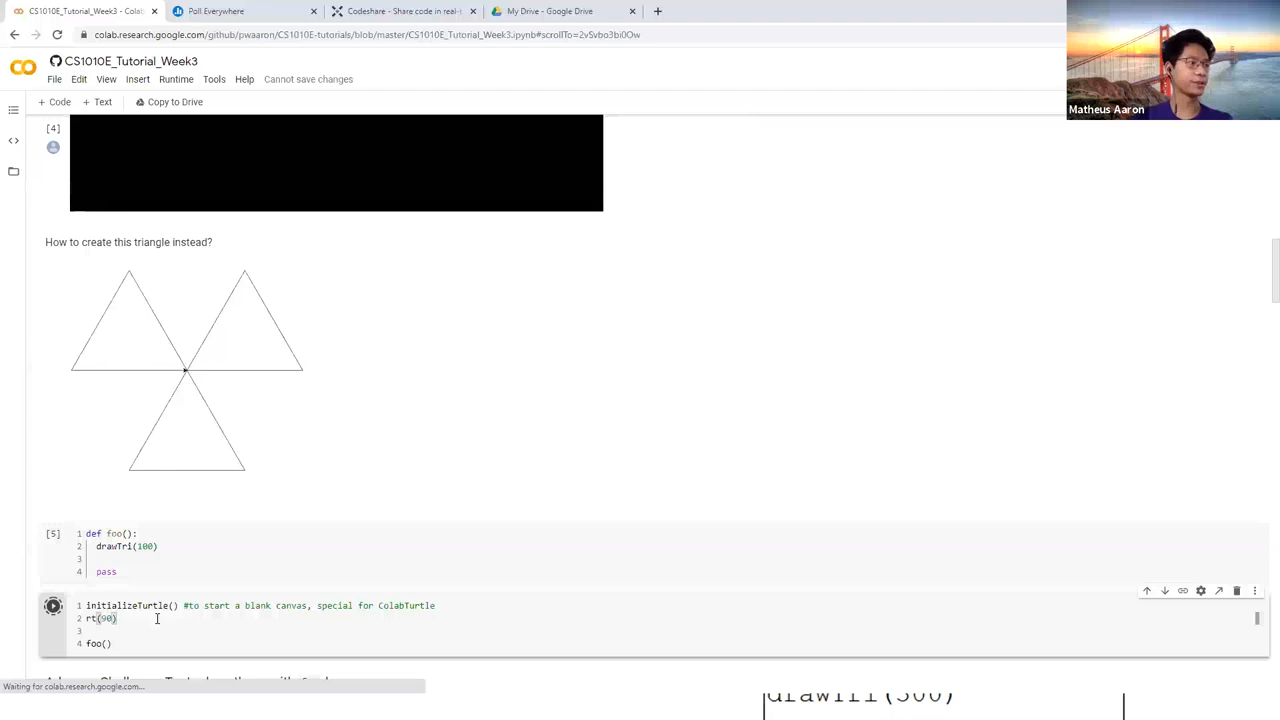 CS1010E_Tutorial_Week3 - Colab
Poll Everywhere
Codeshare - Share code in real-t
My Drive - Google Drive
colab.research.google.com/github/pwaaron/CS1010E-tutorials/blob/master/CS1010E_Tutorial_Week3.ipynb#scrollTo=2vSvbo3bi0Ow
CS1010E_Tutorial_Week3
File Edit View Insert Runtime Tools Help Cannot save changes
+ Code + Text Copy to Drive
Matheus Aaron
[4]
How to create this triangle instead?
[5]
1 def foo():
2 drawTri(100)
3
4 pass
1 initializeTurtle() #to start a blank canvas, special for ColabTurtle
2 rt(90)
3
4 foo()
Waiting for colab.research.google.com...
drawTri(300)